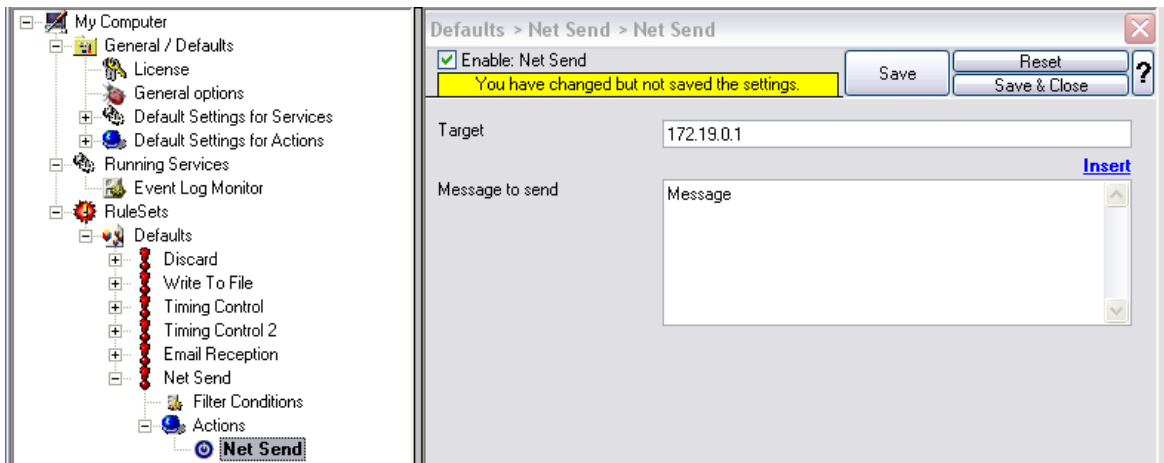 My Computer
General / Defaults
License
General options
Default Settings for Services
Default Settings for Actions
Running Services
Event Log Monitor
RuleSets
Defaults
Discard
Write To File
Timing Control
Timing Control 2
Email Reception
Net Send
Filter Conditions
Actions
Net Send
Defaults > Net Send > Net Send
Enable: Net Send
You have changed but not saved the settings.
Save
Reset
Save & Close
?
Target
172.19.0.1
Insert
Message to send
Message